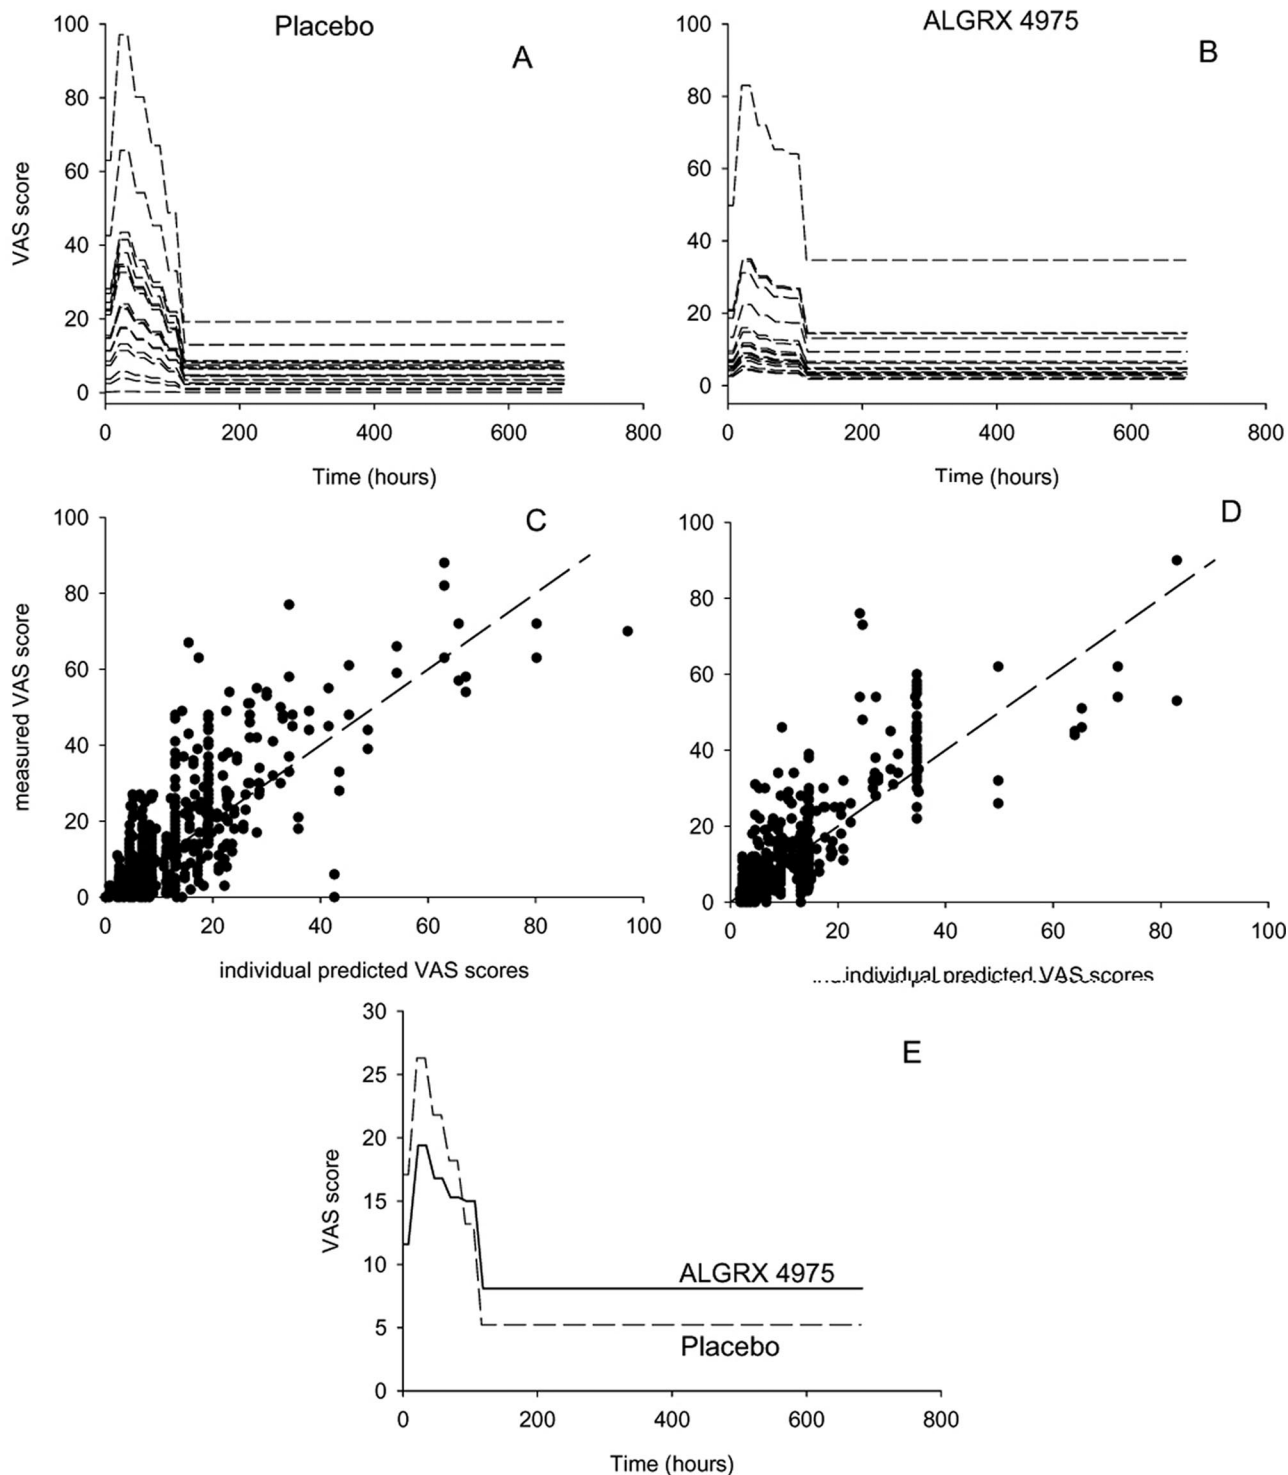 Placebo
A
100
80
60
40
20
0
VAS score
0 200 400 600 800
Time (hours)
ALGRX 4975
B
100
80
60
40
20
0
0 200 400 600 800
Time (hours)
C
100
80
60
40
20
0
measured VAS score
0 20 40 60 80 100
individual predicted VAS scores
D
100
80
60
40
20
0
0 20 40 60 80 100
individual predicted VAS scores
E
30
25
20
15
10
5
0
VAS score
ALGRX 4975
Placebo
0 200 400 600 800
Time (hours)